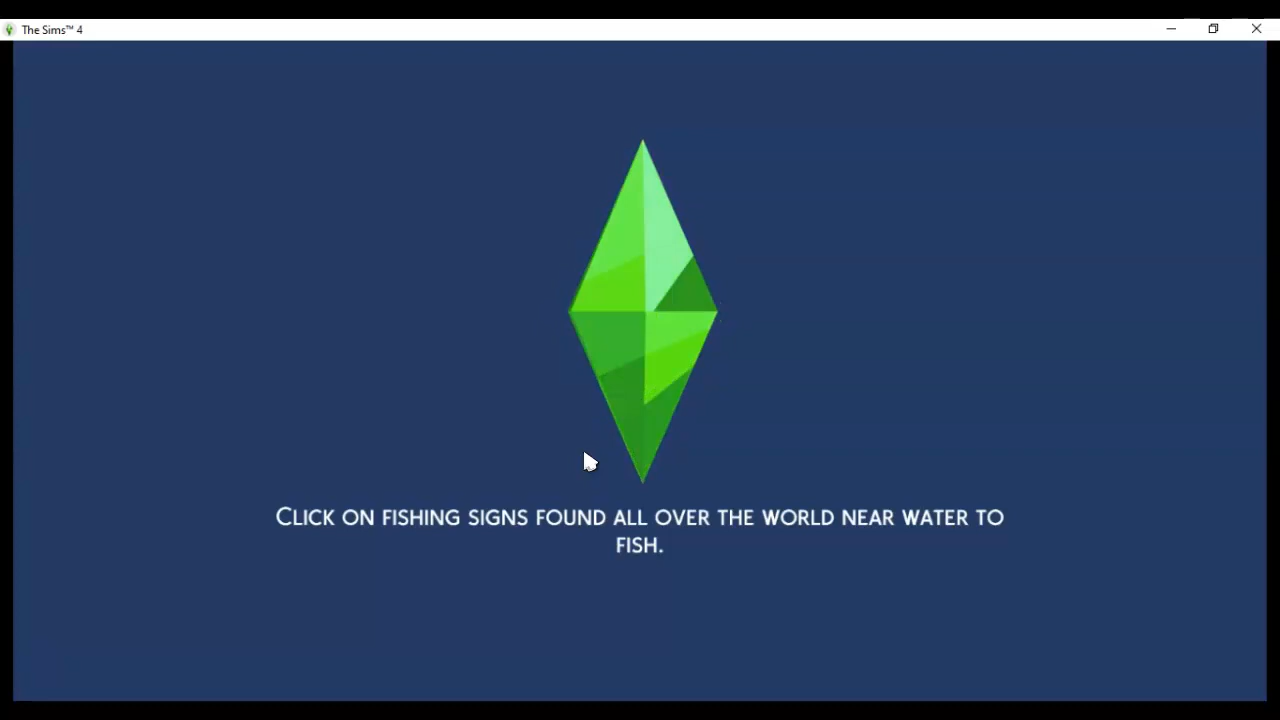 The Sims™ 4
CLICK ON FISHING SIGNS FOUND ALL OVER THE WORLD NEAR WATER TO
FISH.